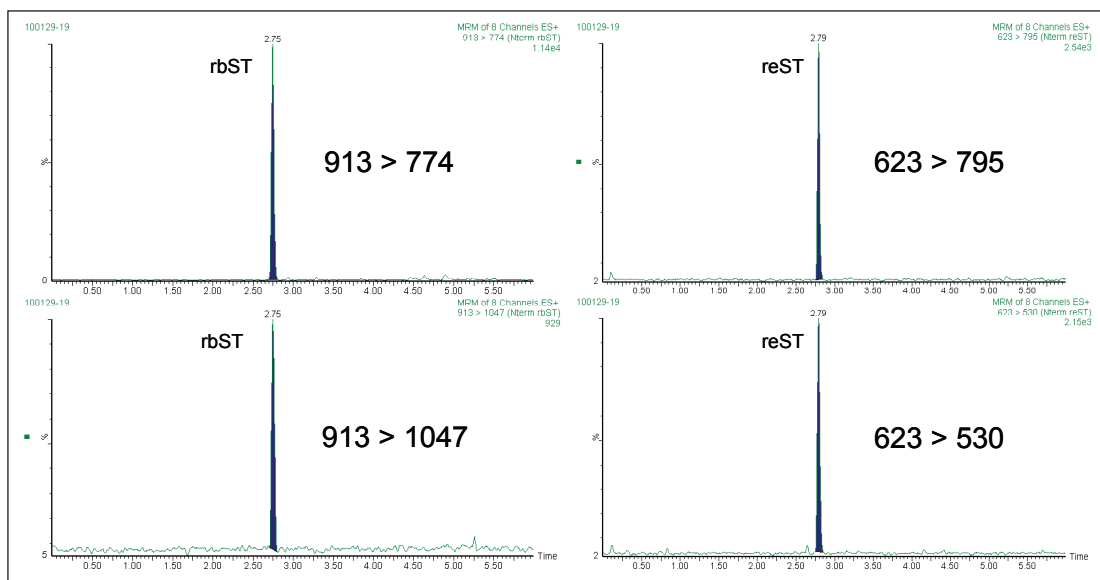 100129-19
MRM of 8 Channels ES+
913 > 774 (Nterm rbST)
1.14e4
2.75
rbST
913 > 774
%
0
0.50 1.00 1.50 2.00 2.50 3.00 3.50 4.00 4.50 5.00 5.50
100129-19
MRM of 8 Channels ES+
623 > 795 (Nterm reST)
2.54e3
2.79
reST
623 > 795
%
2
0.50 1.00 1.50 2.00 2.50 3.00 3.50 4.00 4.50 5.00 5.50
100129-19
MRM of 8 Channels ES+
913 > 1047 (Nterm rbST)
929
2.75
rbST
913 > 1047
%
5
Time
0.50 1.00 1.50 2.00 2.50 3.00 3.50 4.00 4.50 5.00 5.50
100129-19
MRM of 8 Channels ES+
623 > 530 (Nterm reST)
2.15e3
2.79
reST
623 > 530
%
2
Time
0.50 1.00 1.50 2.00 2.50 3.00 3.50 4.00 4.50 5.00 5.50